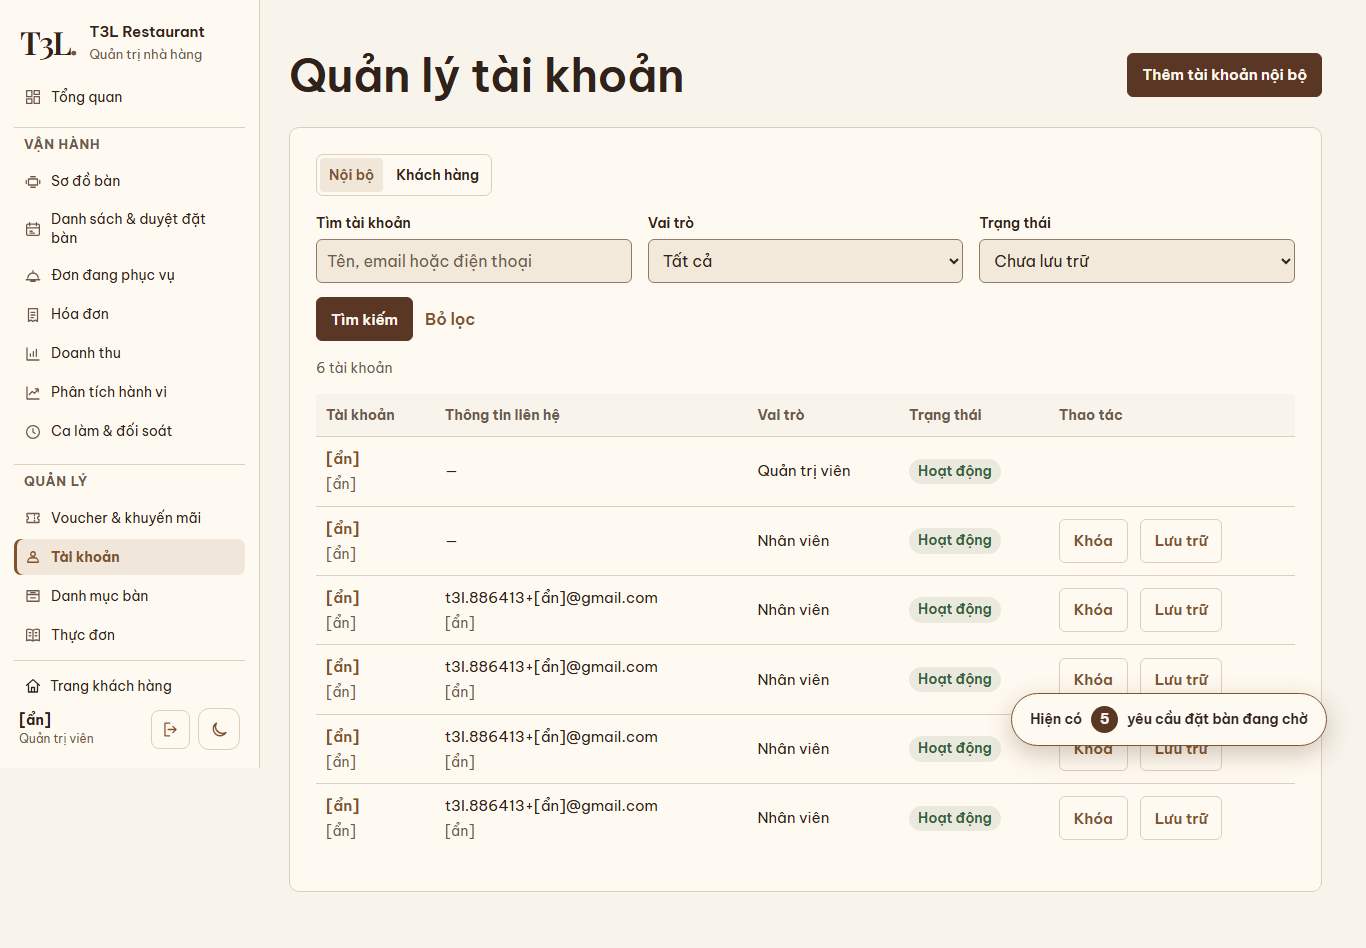 T3L.
T3L Restaurant
Quản trị nhà hàng
Tổng quan
VẬN HÀNH
Sơ đồ bàn
Danh sách & duyệt đặt
bàn
Đơn đang phục vụ
Hóa đơn
Doanh thu
Phân tích hành vi
Ca làm & đối soát
QUẢN LÝ
Voucher & khuyến mãi
Tài khoản
Danh mục bàn
Thực đơn
Trang khách hàng
[ẩn]
Quản trị viên
Quản lý tài khoản
Thêm tài khoản nội bộ
Nội bộ Khách hàng
Tìm tài khoản Vai trò Trạng thái
Tên, email hoặc điện thoại Tất cả Chưa lưu trữ
Tìm kiếm Bỏ lọc
6 tài khoản
Tài khoản Thông tin liên hệ Vai trò Trạng thái Thao tác
[ẩn]
[ẩn] — Quản trị viên Hoạt động
[ẩn]
[ẩn] — Nhân viên Hoạt động Khóa Lưu trữ
[ẩn] t3l.886413+[ẩn]@gmail.com
[ẩn] [ẩn] Nhân viên Hoạt động Khóa Lưu trữ
[ẩn] t3l.886413+[ẩn]@gmail.com
[ẩn] [ẩn] Nhân viên Hoạt động Khóa Lưu trữ
Hiện có 5 yêu cầu đặt bàn đang chờ
[ẩn] t3l.886413+[ẩn]@gmail.com
[ẩn] [ẩn] Nhân viên Hoạt động Khóa Lưu trữ
[ẩn] t3l.886413+[ẩn]@gmail.com
[ẩn] [ẩn] Nhân viên Hoạt động Khóa Lưu trữ